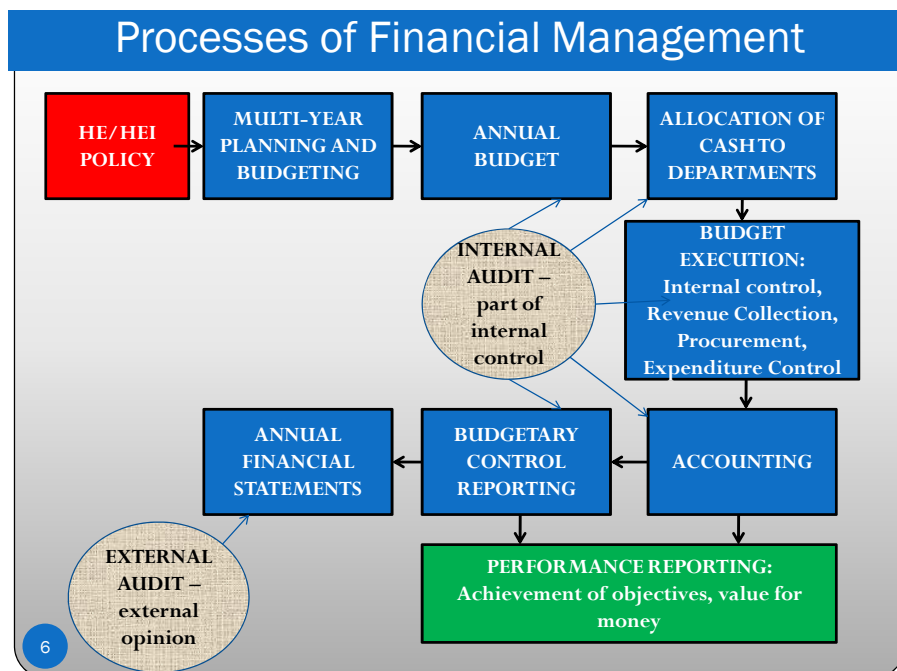 Processes of Financial Management
HE/HEI
POLICY
MULTI-YEAR
PLANNING AND
BUDGETING
ANNUAL
BUDGET
ALLOCATION OF
CASH TO
DEPARTMENTS
INTERNAL
AUDIT –
part of
internal
control
BUDGET
EXECUTION:
Internal control,
Revenue Collection,
Procurement,
Expenditure Control
ANNUAL
FINANCIAL
STATEMENTS
BUDGETARY
CONTROL
REPORTING
ACCOUNTING
EXTERNAL
AUDIT –
external
opinion
PERFORMANCE REPORTING:
Achievement of objectives, value for
money
6